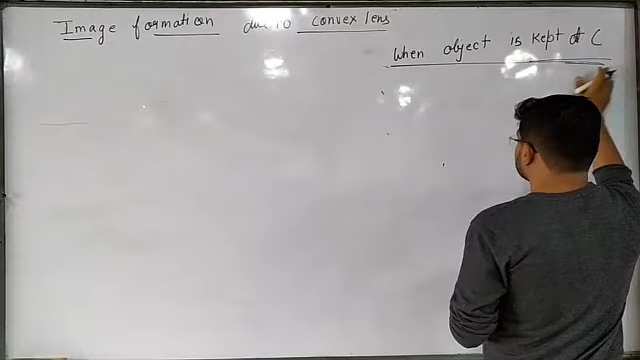 Image formation due to convex lens
When object is kept at C